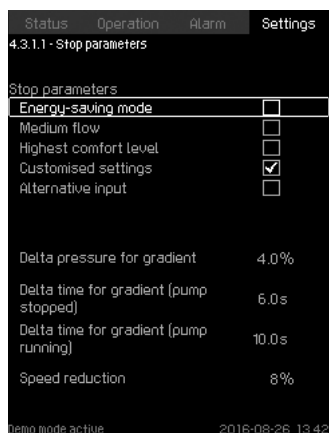 Status Operation Alarm Settings
4.3.1.1 - Stop parameters
Stop parameters
Energy-saving mode
Medium flow
Highest comfort level
Customised settings
Alternative input
Delta pressure for gradient 4.0%
Delta time for gradient (pump
stopped) 6.0s
Delta time for gradient (pump
running) 10.0s
Speed reduction 8%
Demo mode active 2016-08-26 13:42